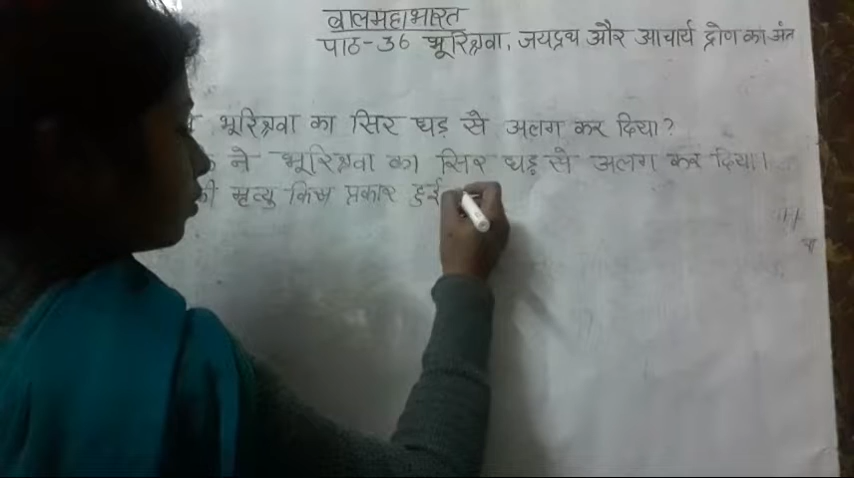 बालमहाभारत
पाठ-36 भूरिश्रवा, जयद्रथ और आचार्य द्रोण का अंत
भूरिश्रवा का सिर धड़ से अलग कर दिया?
ने भूरिश्रवा का सिर धड़ से अलग कर दिया।
की मृत्यु किस प्रकार हुई